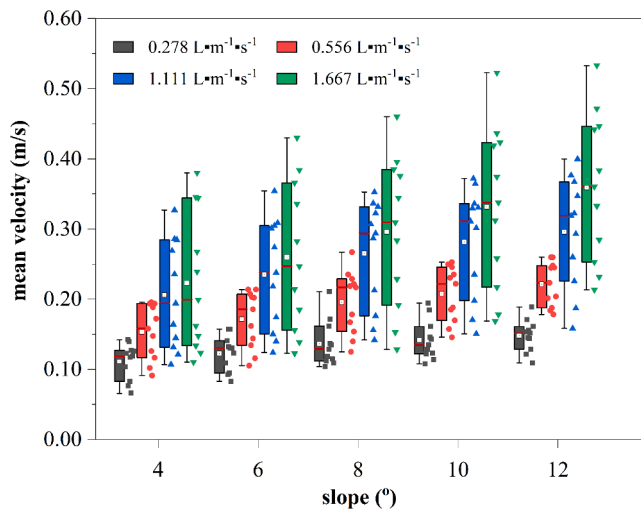 0.278 L▪m⁻¹▪s⁻¹ 0.556 L▪m⁻¹▪s⁻¹
1.111 L▪m⁻¹▪s⁻¹ 1.667 L▪m⁻¹▪s⁻¹
mean velocity (m/s)
0.60
0.50
0.40
0.30
0.20
0.10
0.00
4 6 8 10 12
slope (°)